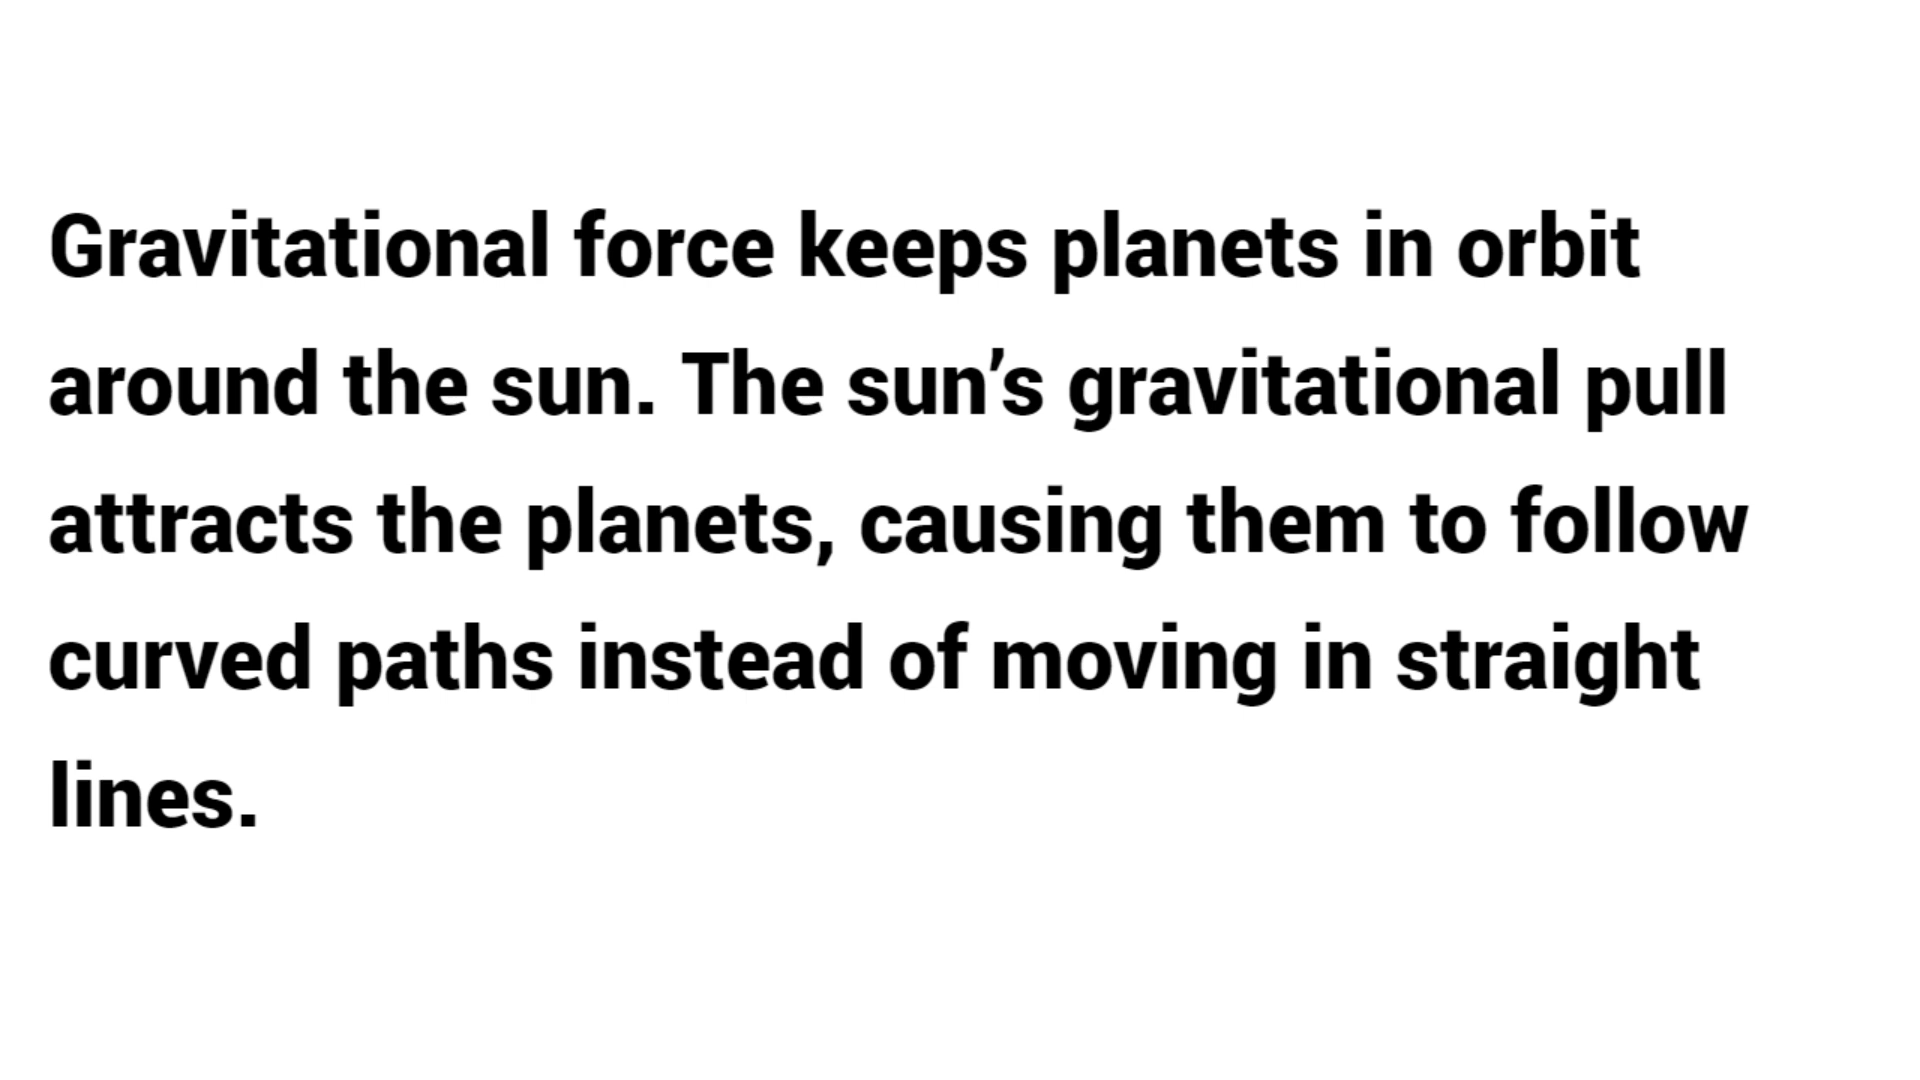 Gravitational force keeps planets in orbit
around the sun. The sun’s gravitational pull
attracts the planets, causing them to follow
curved paths instead of moving in straight
lines.